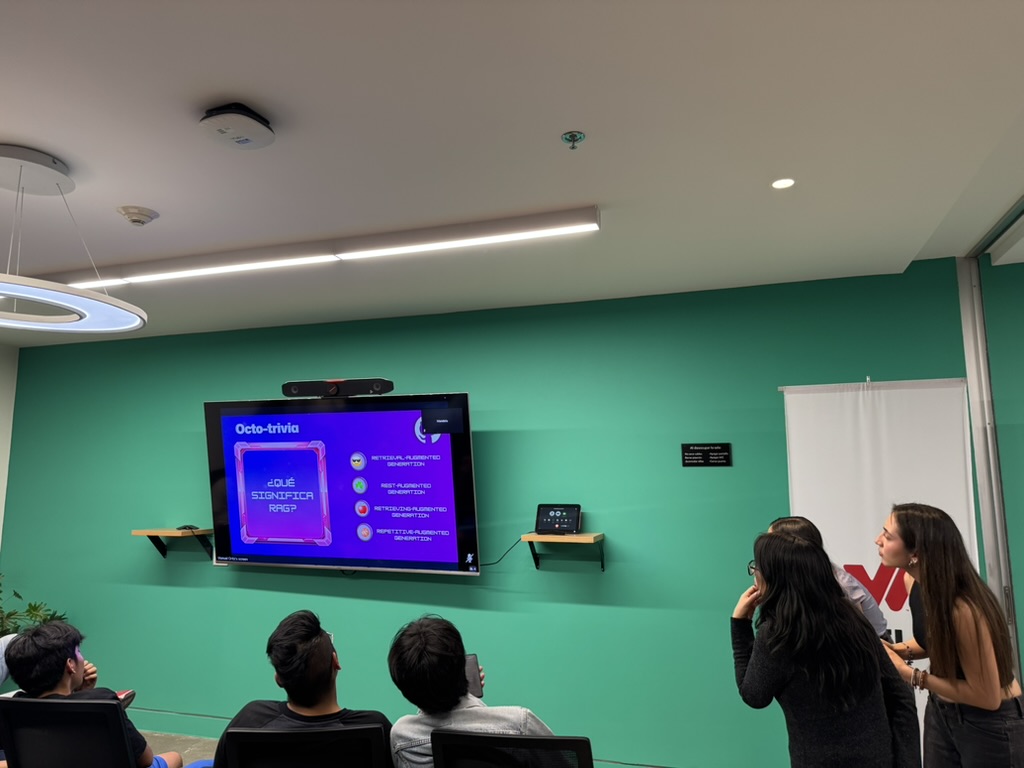 Octo-trivia
¿QUÉ
SIGNIFICA
RAG?
RETRIEVAL-AUGMENTED
GENERATION
REST-AUGMENTED
GENERATION
RETRIEVING-AUGMENTED
GENERATION
REPETITIVE-AUGMENTED
GENERATION